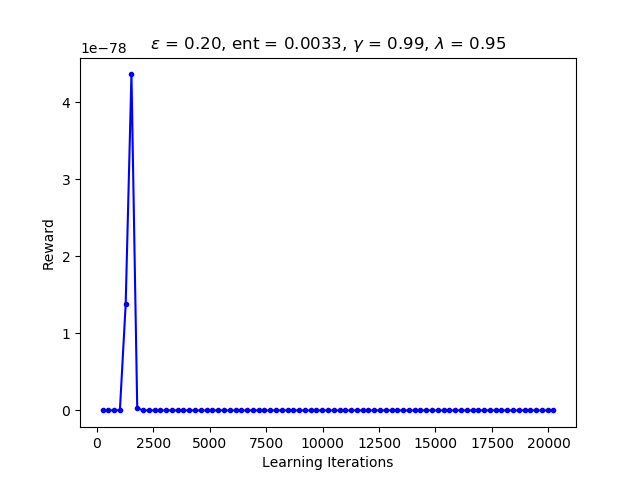 1e−78
ε = 0.20, ent = 0.0033, γ = 0.99, λ = 0.95
4
3
2
1
0
Reward
0 2500 5000 7500 10000 12500 15000 17500 20000
Learning Iterations